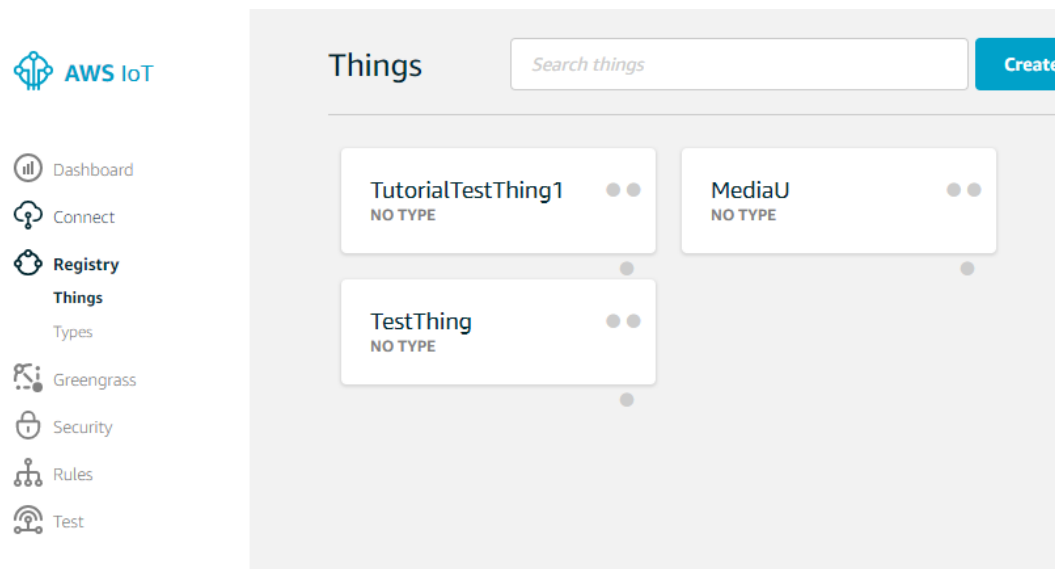 AWS IoT
Dashboard
Connect
Registry
Things
Types
Greengrass
Security
Rules
Test
Things
Search things
Create
TutorialTestThing1
NO TYPE
MediaU
NO TYPE
TestThing
NO TYPE